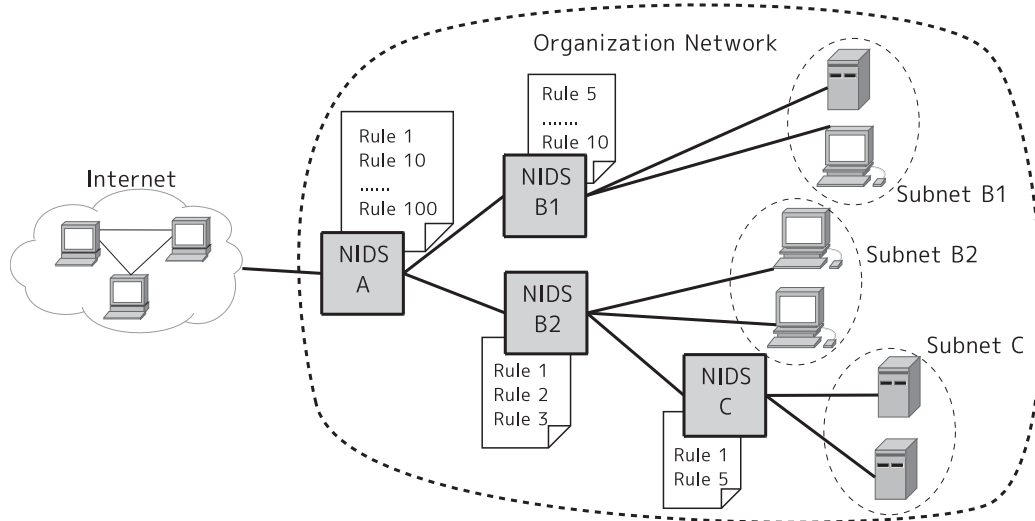 Organization Network
Internet
Rule 1
Rule 10
......
Rule 100
NIDS
A
Rule 5
.......
Rule 10
NIDS
B1
Subnet B1
NIDS
B2
Rule 1
Rule 2
Rule 3
Subnet B2
NIDS
C
Rule 1
Rule 5
Subnet C